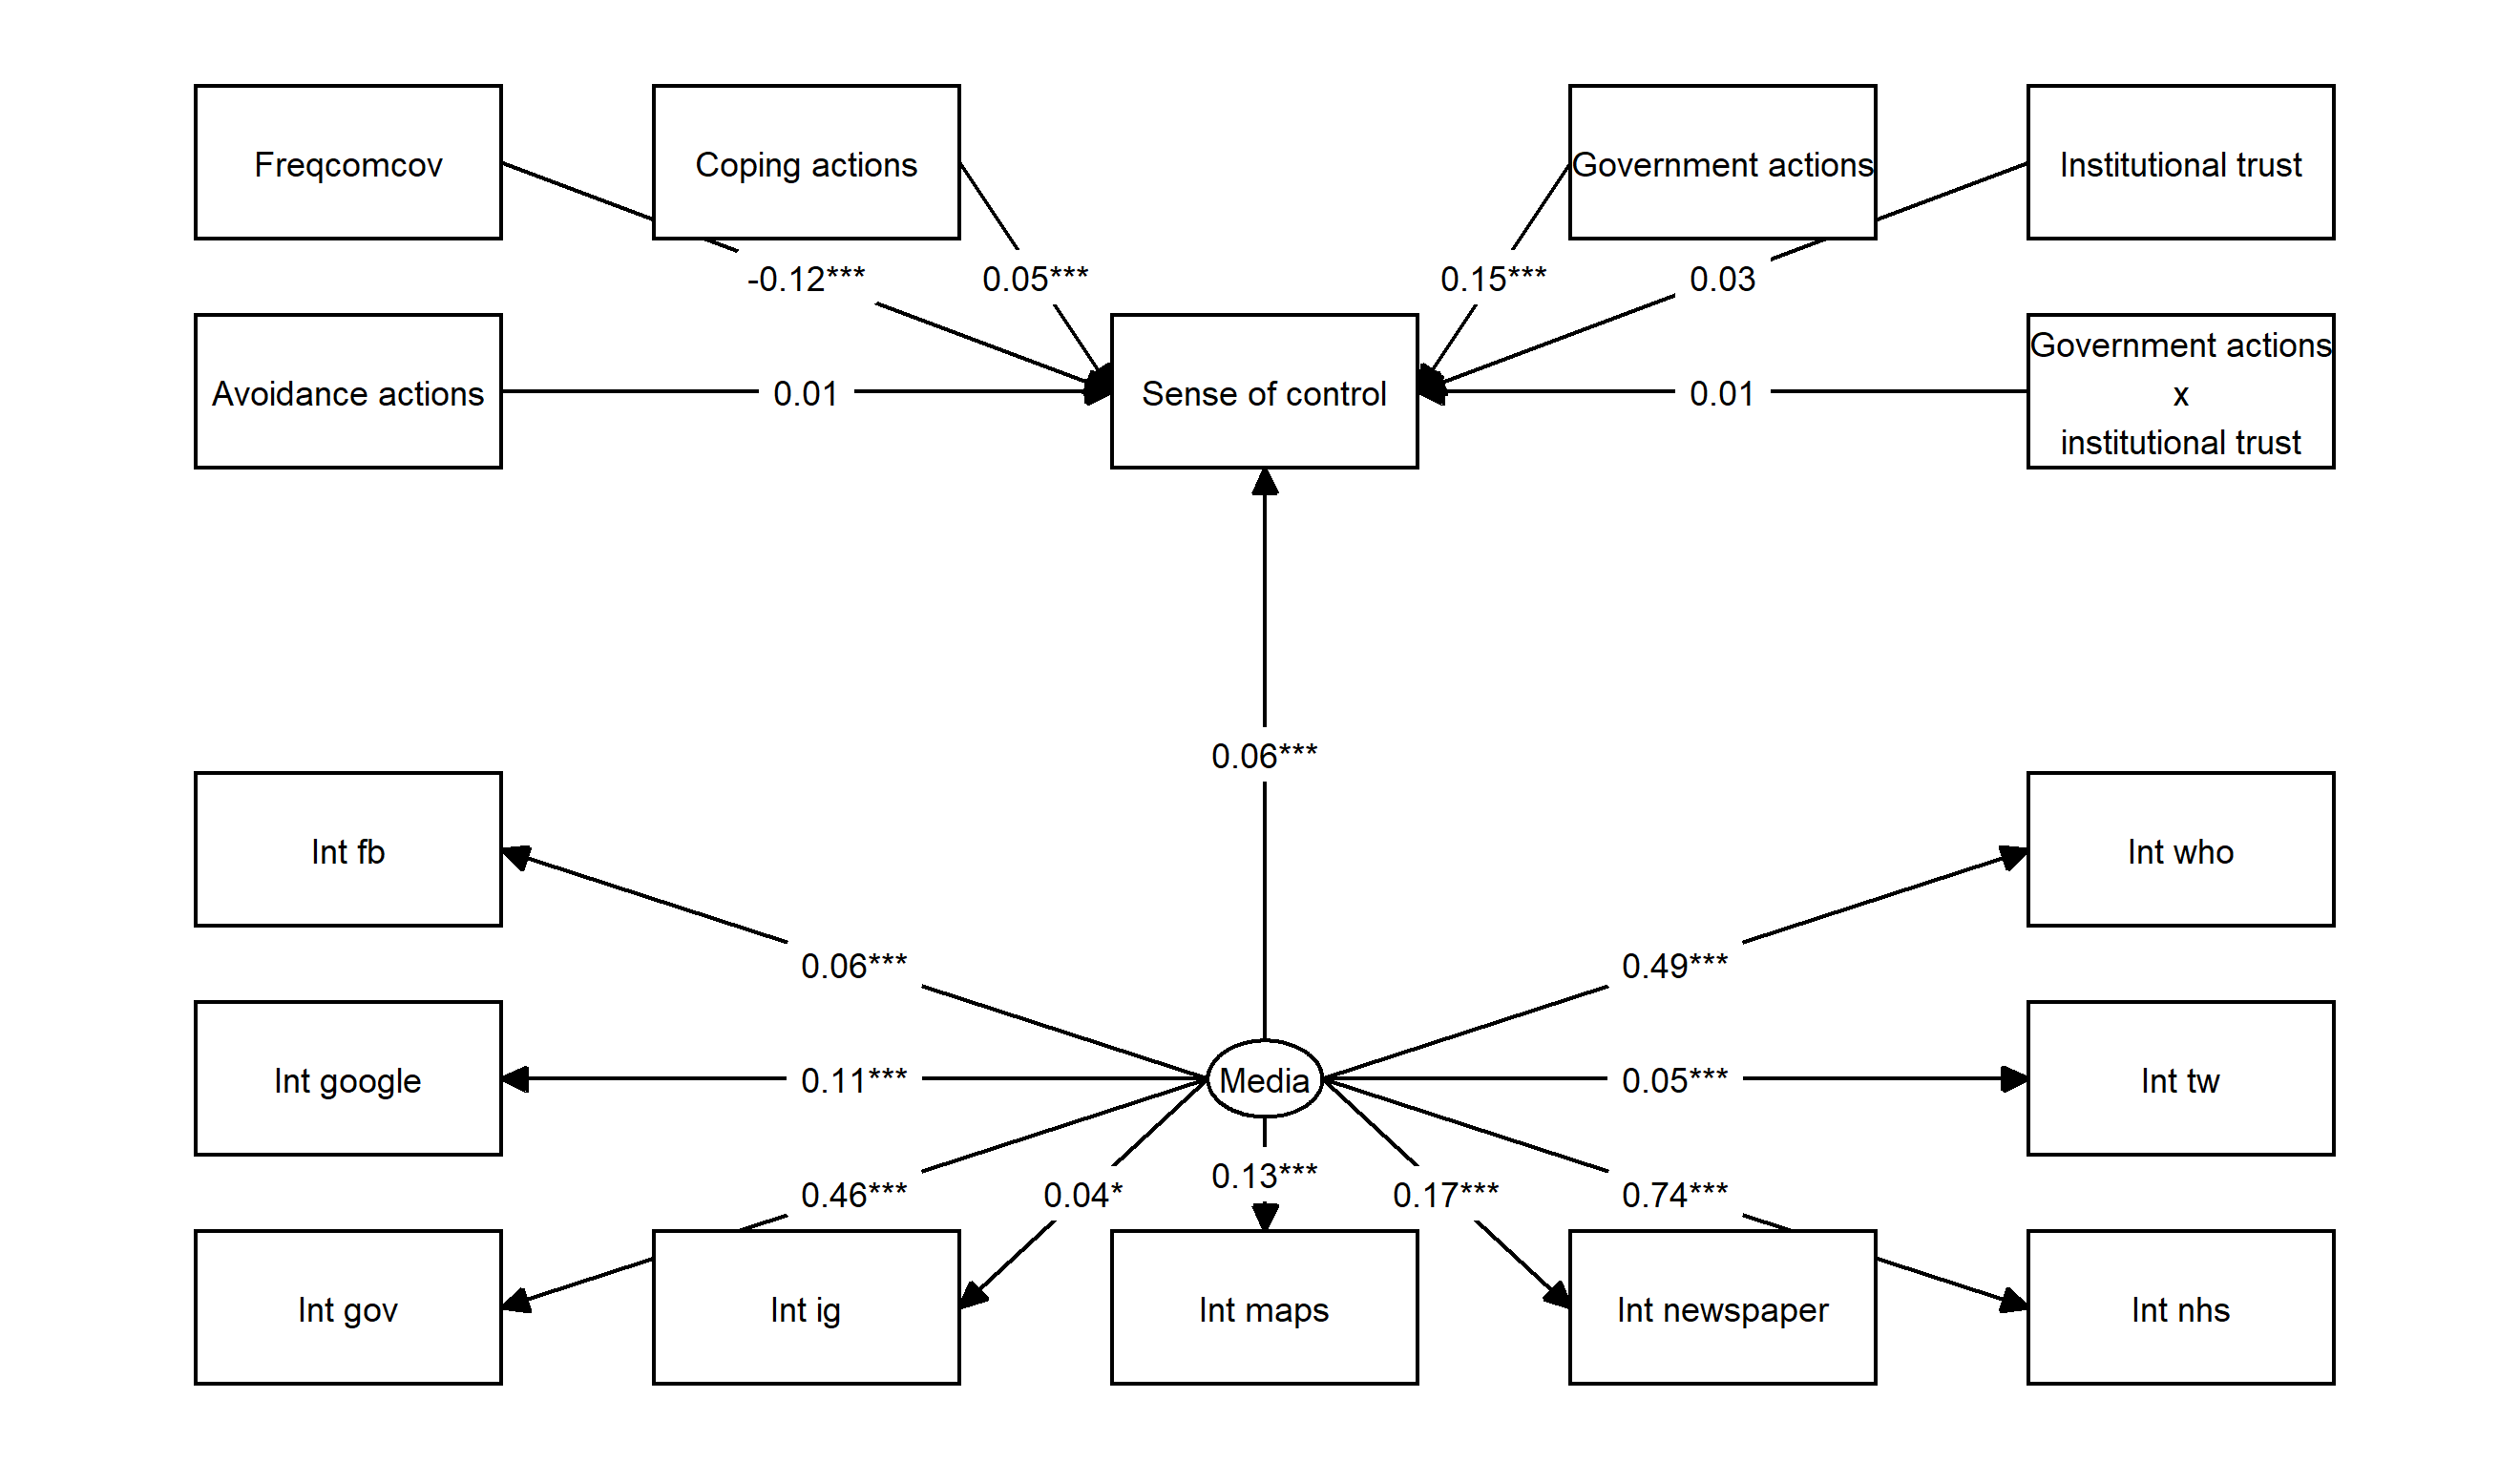 Freqcomcov
Coping actions
Government actions
Institutional trust
-0.12***
0.05***
0.15***
0.03
Avoidance actions
0.01
Sense of control
0.01
Government actions
x
institutional trust
0.06***
Int fb
Int who
0.06***
0.49***
Int google
0.11***
Media
0.05***
Int tw
0.46***
0.04*
0.13***
0.17***
0.74***
Int gov
Int ig
Int maps
Int newspaper
Int nhs